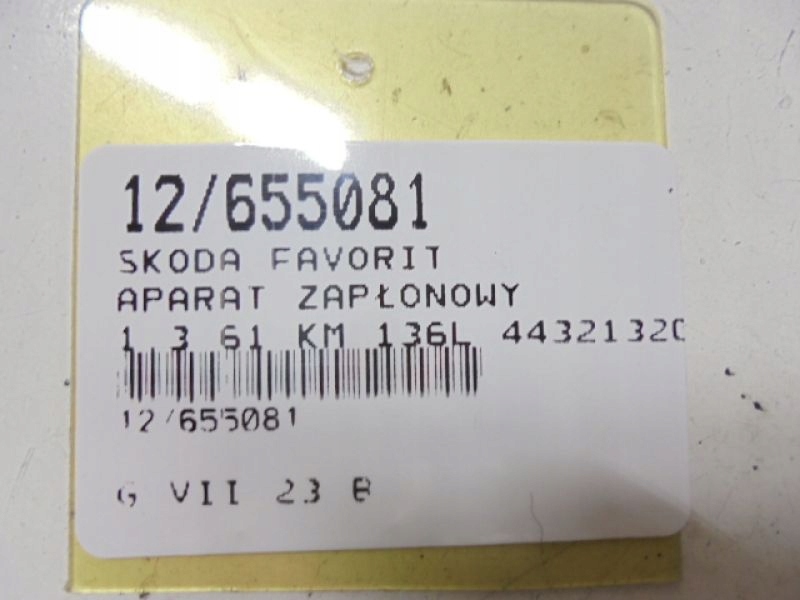 12/655081
SKODA FAVORIT
APARAT ZAPŁONOWY
1 3 61 KM 136L 44321320
12/655081
G VII 23 B